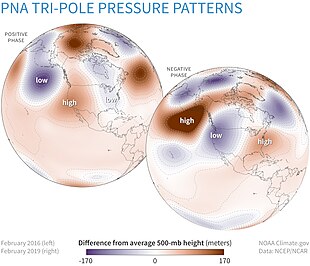 PNA TRI-POLE PRESSURE PATTERNS
POSITIVE
PHASE
low
high
low
NEGATIVE
PHASE
high
low
high
February 2016 (left)
February 2019 (right)
Difference from average 500-mb height (meters)
-170 0 170
NOAA Climate.gov
Data: NCEP/NCAR